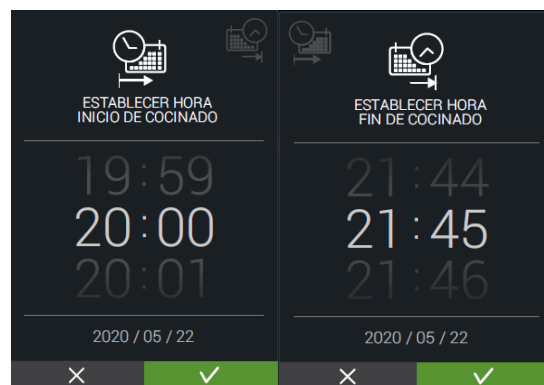 ESTABLECER HORA
INICIO DE COCINADO
19:59
20:00
20:01
2020 / 05 / 22
ESTABLECER HORA
FIN DE COCINADO
21:44
21:45
21:46
2020 / 05 / 22